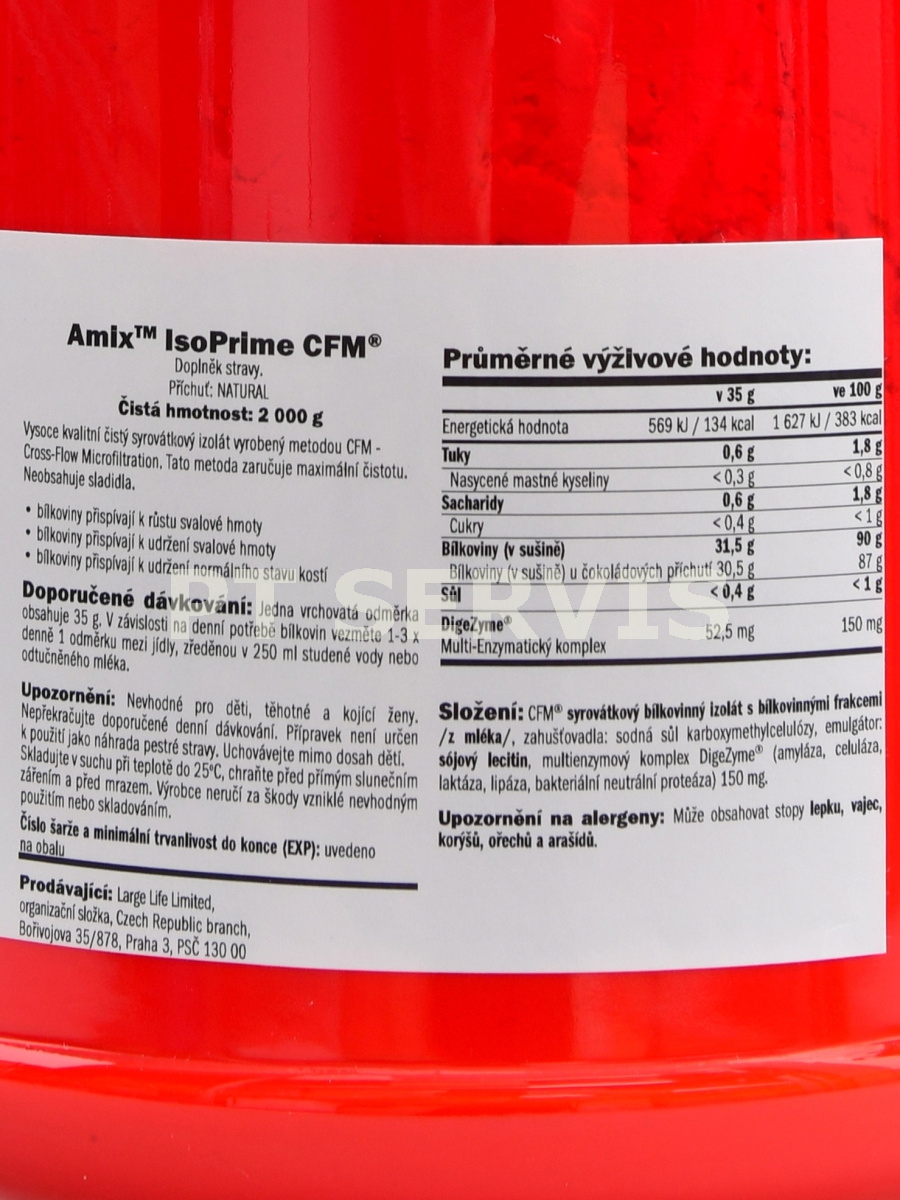 Amix™ IsoPrime CFM®
Doplněk stravy.
Příchuť: NATURAL
Čistá hmotnost: 2 000 g
Vysoce kvalitní čistý syrovátkový izolát vyrobený metodou CFM -
Cross-Flow Microfiltration. Tato metoda zaručuje maximální čistotu.
Neobsahuje sladidla.
• bílkoviny přispívají k růstu svalové hmoty
• bílkoviny přispívají k udržení svalové hmoty
• bílkoviny přispívají k udržení normálního stavu kostí
Doporučené dávkování: Jedna vrchovatá odměrka
obsahuje 35 g. V závislosti na denní potřebě bílkovin vezměte 1-3 x
denně 1 odměrku mezi jídly, zředěnou v 250 ml studené vody nebo
odtučněného mléka.
Upozornění: Nevhodné pro děti, těhotné a kojící ženy.
Nepřekračujte doporučené denní dávkování. Přípravek není určen
k použití jako náhrada pestré stravy. Uchovávejte mimo dosah dětí.
Skladujte v suchu při teplotě do 25°C, chraňte před přímým slunečním
zářením a před mrazem. Výrobce neručí za škody vzniklé nevhodným
použitím nebo skladováním.
Číslo šarže a minimální trvanlivost do konce (EXP): uvedeno
na obalu
Prodávající: Large Life Limited,
organizační složka, Czech Republic branch,
Bořivojova 35/878, Praha 3, PSČ 130 00
Průměrné výživové hodnoty:
v 35 g ve 100 g
Energetická hodnota 569 kJ / 134 kcal 1 627 kJ / 383 kcal
Tuky 0,6 g 1,8 g
Nasycené mastné kyseliny <0,3 g <0,8 g
Sacharidy 0,6 g 1,8 g
Cukry <0,4 g <1 g
Bílkoviny (v sušině) 31,5 g 90 g
Bílkoviny (v sušině) u čokoládových příchutí 30,5 g 87 g
Sůl <0,4 g <1 g
DigeZyme®
Multi-Enzymatický komplex 52,5 mg 150 mg
Složení: CFM® syrovátkový bílkovinný izolát s bílkovinnými frakcemi
/z mléka/, zahušťovadla: sodná sůl karboxymethylcelulózy, emulgátor:
sójový lecitin, multienzymový komplex DigeZyme® (amyláza, celuláza,
laktáza, lipáza, bakteriální neutrální proteáza) 150 mg.
Upozornění na alergeny: Může obsahovat stopy lepku, vajec,
korýšů, ořechů a arašídů.
PLSERVIS